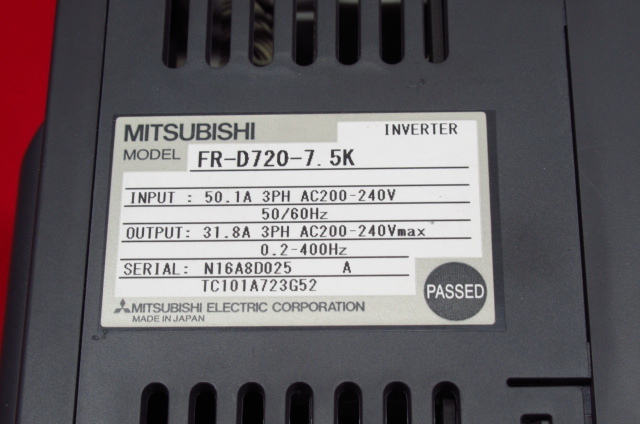 MITSUBISHI INVERTER
MODEL FR-D720-7.5K
INPUT : 50.1A 3PH AC200-240V
50/60Hz
OUTPUT: 31.8A 3PH AC200-240Vmax
0.2-400Hz
SERIAL: N16A8D025 A
TC101A723G52
PASSED
MITSUBISHI ELECTRIC CORPORATION
MADE IN JAPAN